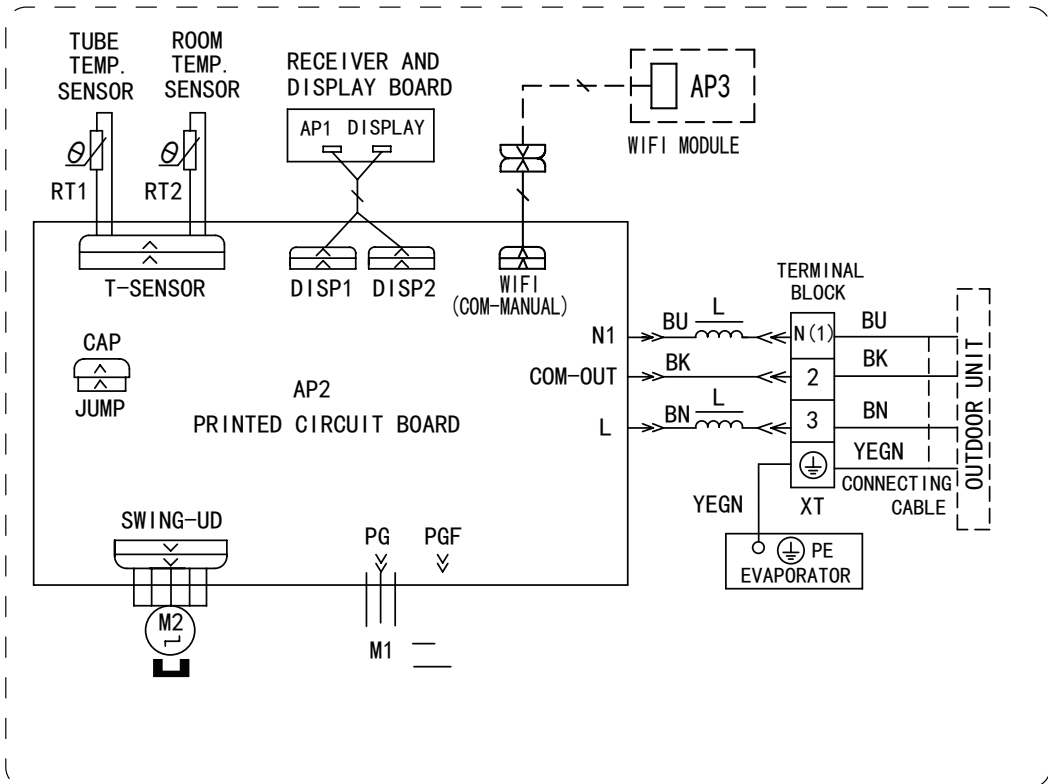 TUBE
TEMP.
SENSOR
ROOM
TEMP.
SENSOR
RECEIVER AND
DISPLAY BOARD
AP1 DISPLAY
AP3
WIFI MODULE
θ
RT1
θ
RT2
T-SENSOR
DISP1
DISP2
WIFI
(COM-MANUAL)
TERMINAL
BLOCK
CAP
JUMP
AP2
PRINTED CIRCUIT BOARD
N1
BU
L
N(1)
BU
COM-OUT
BK
2
BK
L
BN
L
3
BN
YEGN
OUTDOOR UNIT
YEGN
XT
CONNECTING
CABLE
PE
EVAPORATOR
SWING-UD
PG
PGF
M2
M1